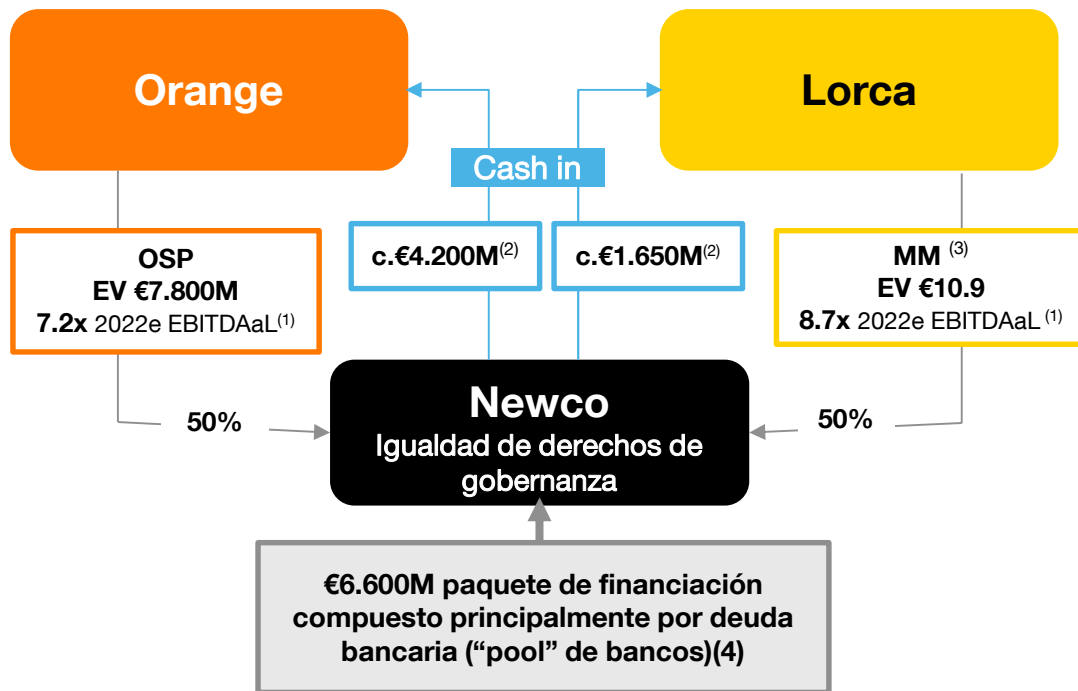 Orange
Lorca
Cash in
OSP
EV €7.800M
7.2x 2022e EBITDAaL(1)
c.€4.200M(2)
c.€1.650M(2)
MM (3)
EV €10.9
8.7x 2022e EBITDAaL (1)
50%
Newco
Igualdad de derechos de
gobernanza
50%
€6.600M paquete de financiación
compuesto principalmente por deuda
bancaria (“pool” de bancos)(4)